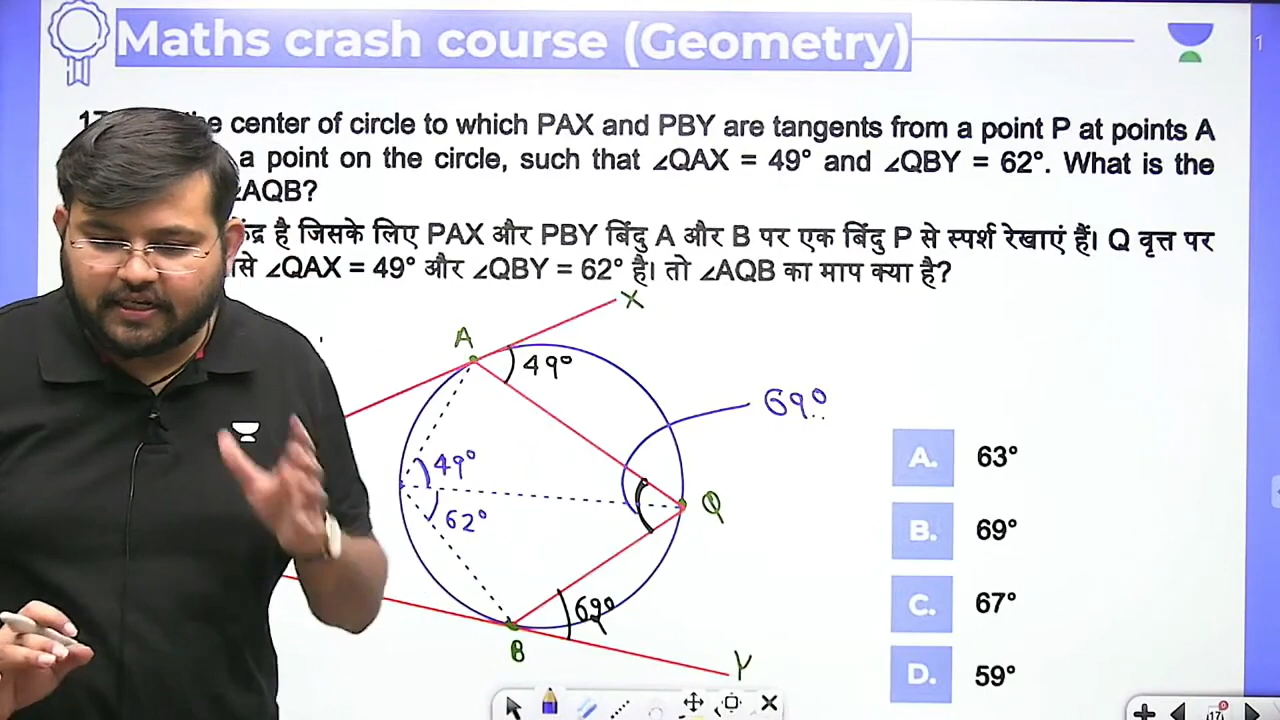 Maths crash course (Geometry)
1
center of circle to which PAX and PBY are tangents from a point P at points A
a point on the circle, such that ∠QAX = 49° and ∠QBY = 62°. What is the
∠AQB?
है जिसके लिए PAX और PBY बिंदु A और B पर एक बिंदु P से स्पर्श रेखाएं हैं। Q वृत्त पर
∠QAX = 49° और ∠QBY = 62° है। तो ∠AQB का माप क्या है?
X
A
49°
69°
49°
62°
Q
B
Y
A. 63°
B. 69°
C. 67°
D. 59°